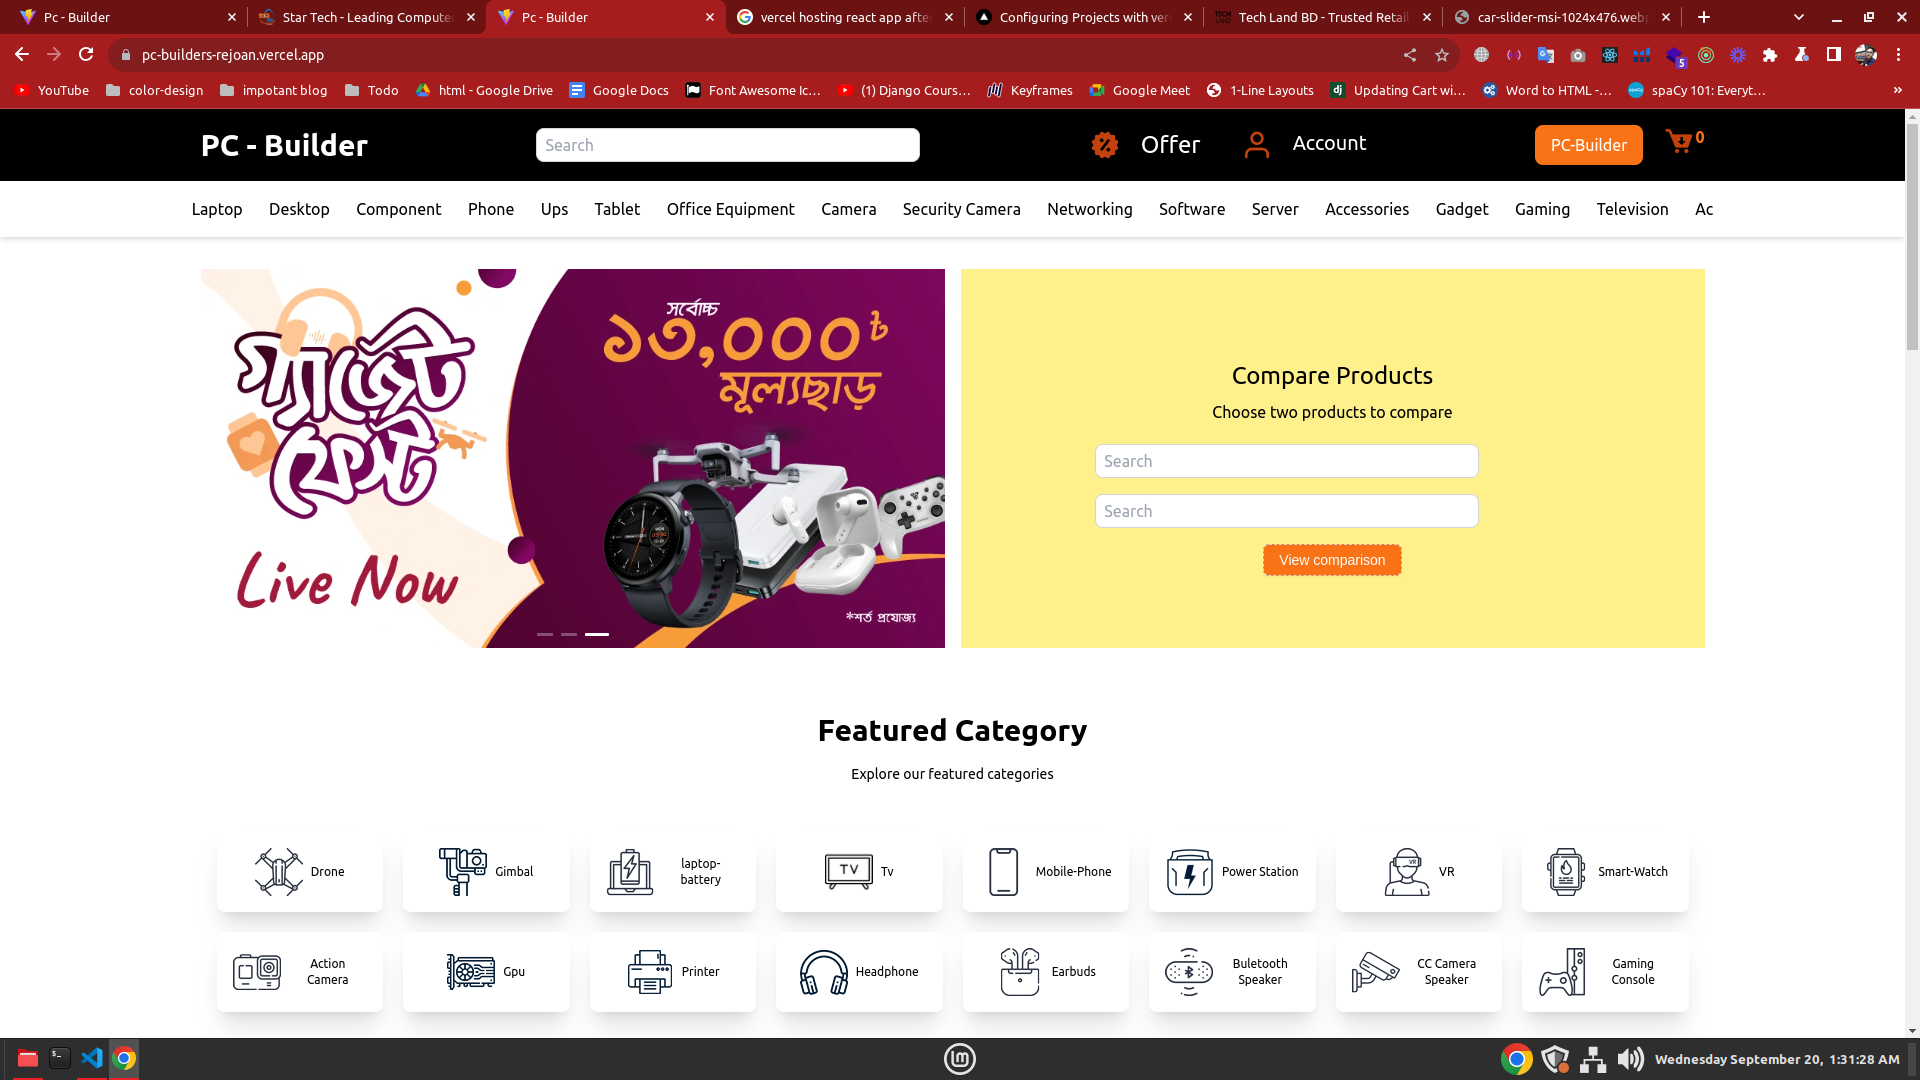 Pc - Builder
Star Tech - Leading Computer
Pc - Builder
vercel hosting react app after
Configuring Projects with ver
Tech Land BD - Trusted Retail
car-slider-msi-1024x476.webp
pc-builders-rejoan.vercel.app
5
YouTube
color-design
impotant blog
Todo
html - Google Drive
Google Docs
Font Awesome Ic…
(1) Django Cours…
Keyframes
Google Meet
1-Line Layouts
Updating Cart wi…
Word to HTML -…
spaCy 101: Everyt…
PC - Builder
Search
Offer
Account
PC-Builder
0
Laptop
Desktop
Component
Phone
Ups
Tablet
Office Equipment
Camera
Security Camera
Networking
Software
Server
Accessories
Gadget
Gaming
Television
Ac
গ্যাজেট
ফেস্ট
Live Now
সর্বোচ্চ
১৩,০০০৳
মূল্যছাড়
*শর্ত প্রযোজ্য
Compare Products
Choose two products to compare
Search
Search
View comparison
Featured Category
Explore our featured categories
Drone
Gimbal
laptop-
battery
TV
Tv
Mobile-Phone
Power Station
VR
VR
Smart-Watch
Action
Camera
Gpu
Printer
Headphone
Earbuds
Buletooth
Speaker
CC Camera
Speaker
Gaming
Console
Wednesday September 20, 1:31:28 AM